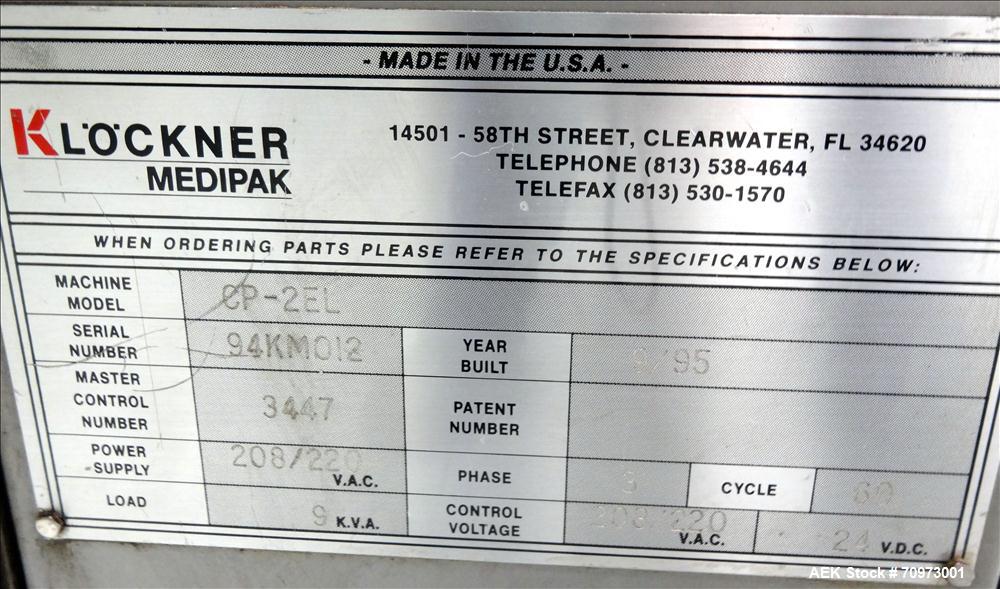 - MADE IN THE U.S.A. -
KLÖCKNER
MEDIPAK
14501 - 58TH STREET, CLEARWATER, FL 34620
TELEPHONE (813) 538-4644
TELEFAX (813) 530-1570
WHEN ORDERING PARTS PLEASE REFER TO THE SPECIFICATIONS BELOW:
MACHINE
MODEL
CP-2EL
SERIAL
NUMBER
94KM012
YEAR
BUILT
9/95
MASTER
CONTROL
NUMBER
3447
PATENT
NUMBER
POWER
SUPPLY
208/220
V.A.C.
PHASE
3
CYCLE
60
LOAD
9 K.V.A.
CONTROL
VOLTAGE
208/220
V.A.C.
24 V.D.C.
AEK Stock # 70973001